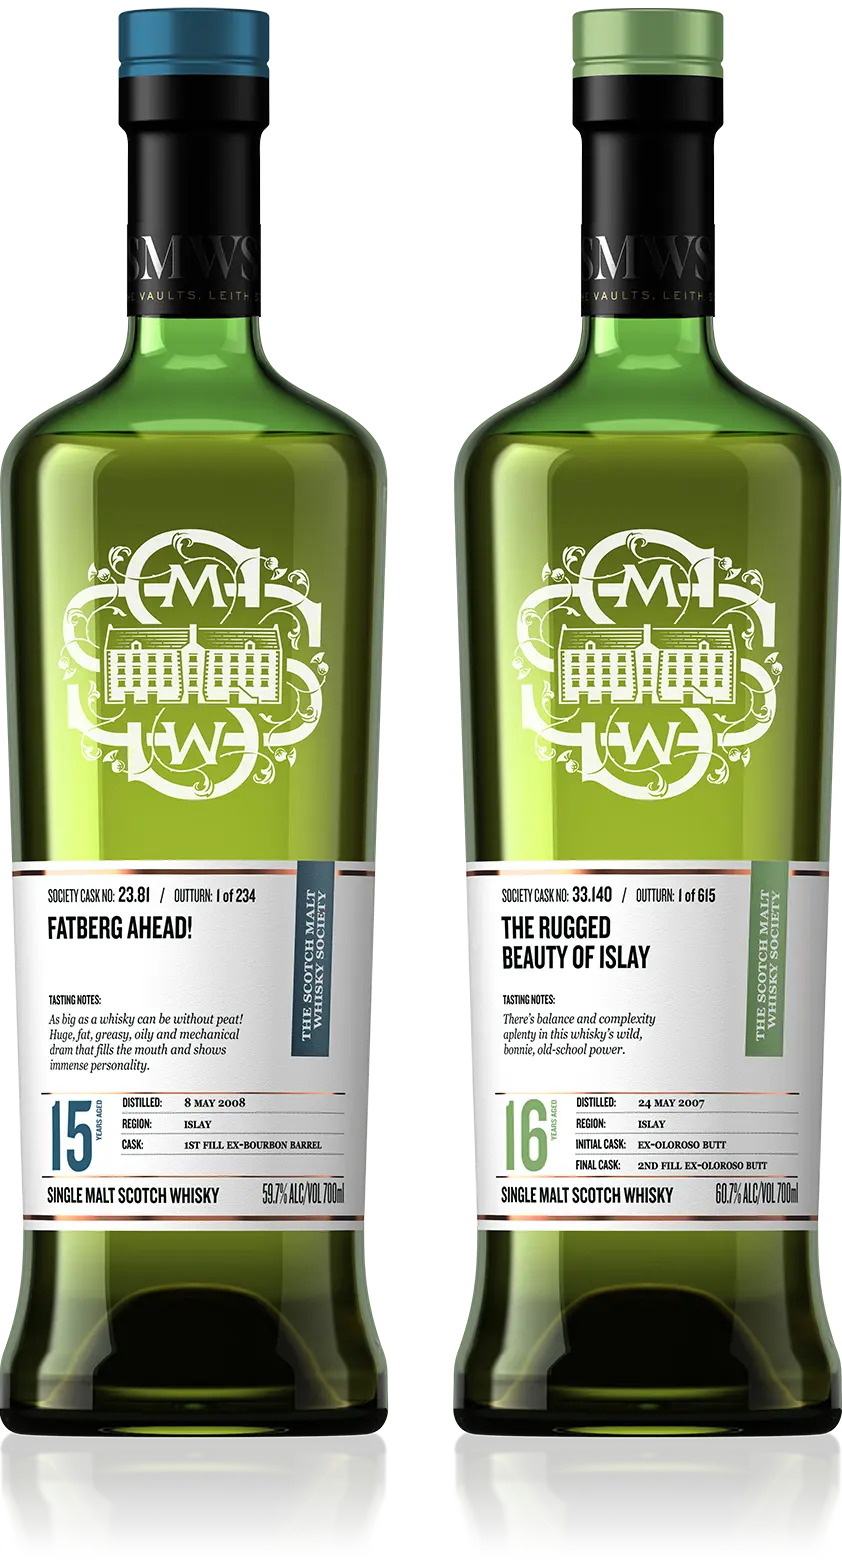 SMWS
THE VAULTS, LEITH
M
W
SOCIETY CASK NO: 23.81 / OUTTURN: 1 of 234
FATBERG AHEAD!
THE SCOTCH MALT
WHISKY SOCIETY
TASTING NOTES:
As big as a whisky can be without peat!
Huge, fat, greasy, oily and mechanical
dram that fills the mouth and shows
immense personality.
15
YEARS AGED
DISTILLED: 8 MAY 2008
REGION: ISLAY
CASK: 1ST FILL EX-BOURBON BARREL
SINGLE MALT SCOTCH WHISKY 59.7% ALC/VOL 700ml
SMWS
THE VAULTS, LEITH
M
W
SOCIETY CASK NO: 33.140 / OUTTURN: 1 of 615
THE RUGGED
BEAUTY OF ISLAY
THE SCOTCH MALT
WHISKY SOCIETY
TASTING NOTES:
There's balance and complexity
aplenty in this whisky's wild,
bonnie, old-school power.
16
YEARS AGED
DISTILLED: 24 MAY 2007
REGION: ISLAY
INITIAL CASK: EX-OLOROSO BUTT
FINAL CASK: 2ND FILL EX-OLOROSO BUTT
SINGLE MALT SCOTCH WHISKY 60.7% ALC/VOL 700ml